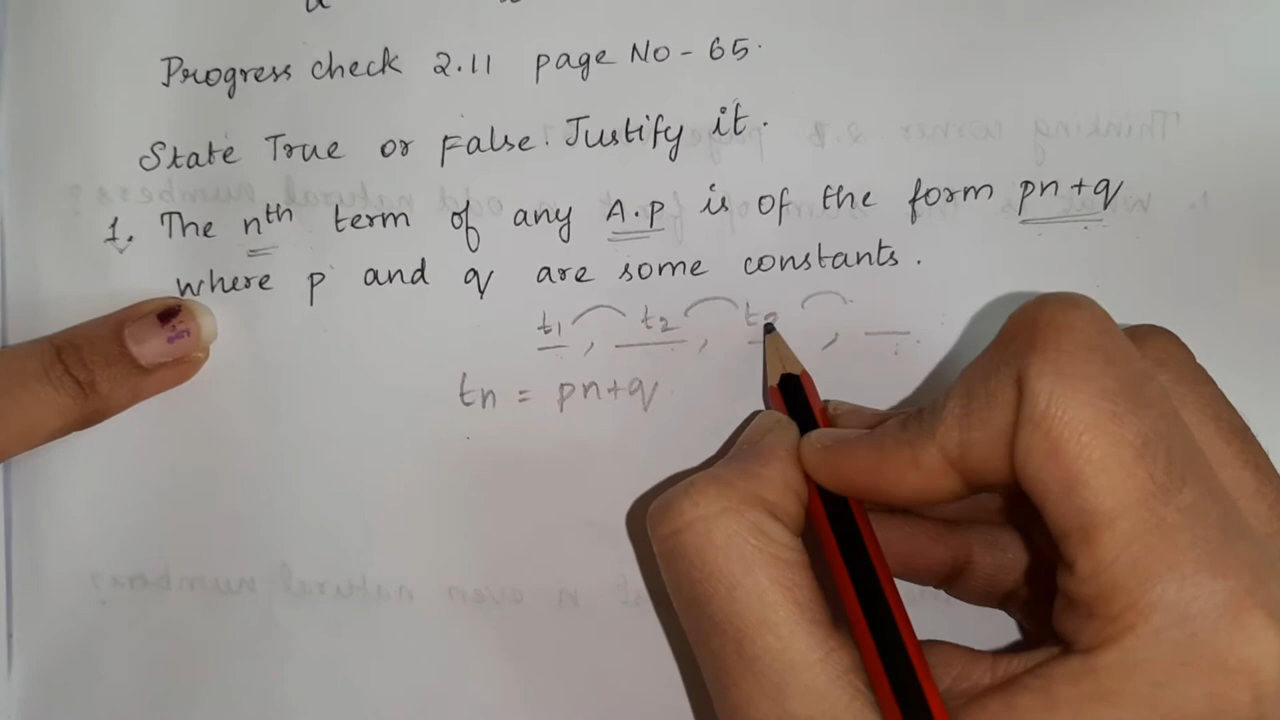 Progress check 2.11 page No - 65.
State True or False. Justify it.
1. The nth term of any A.P is of the form pn+q
where p and q are some constants.
t1, t2,
tn = pn+q